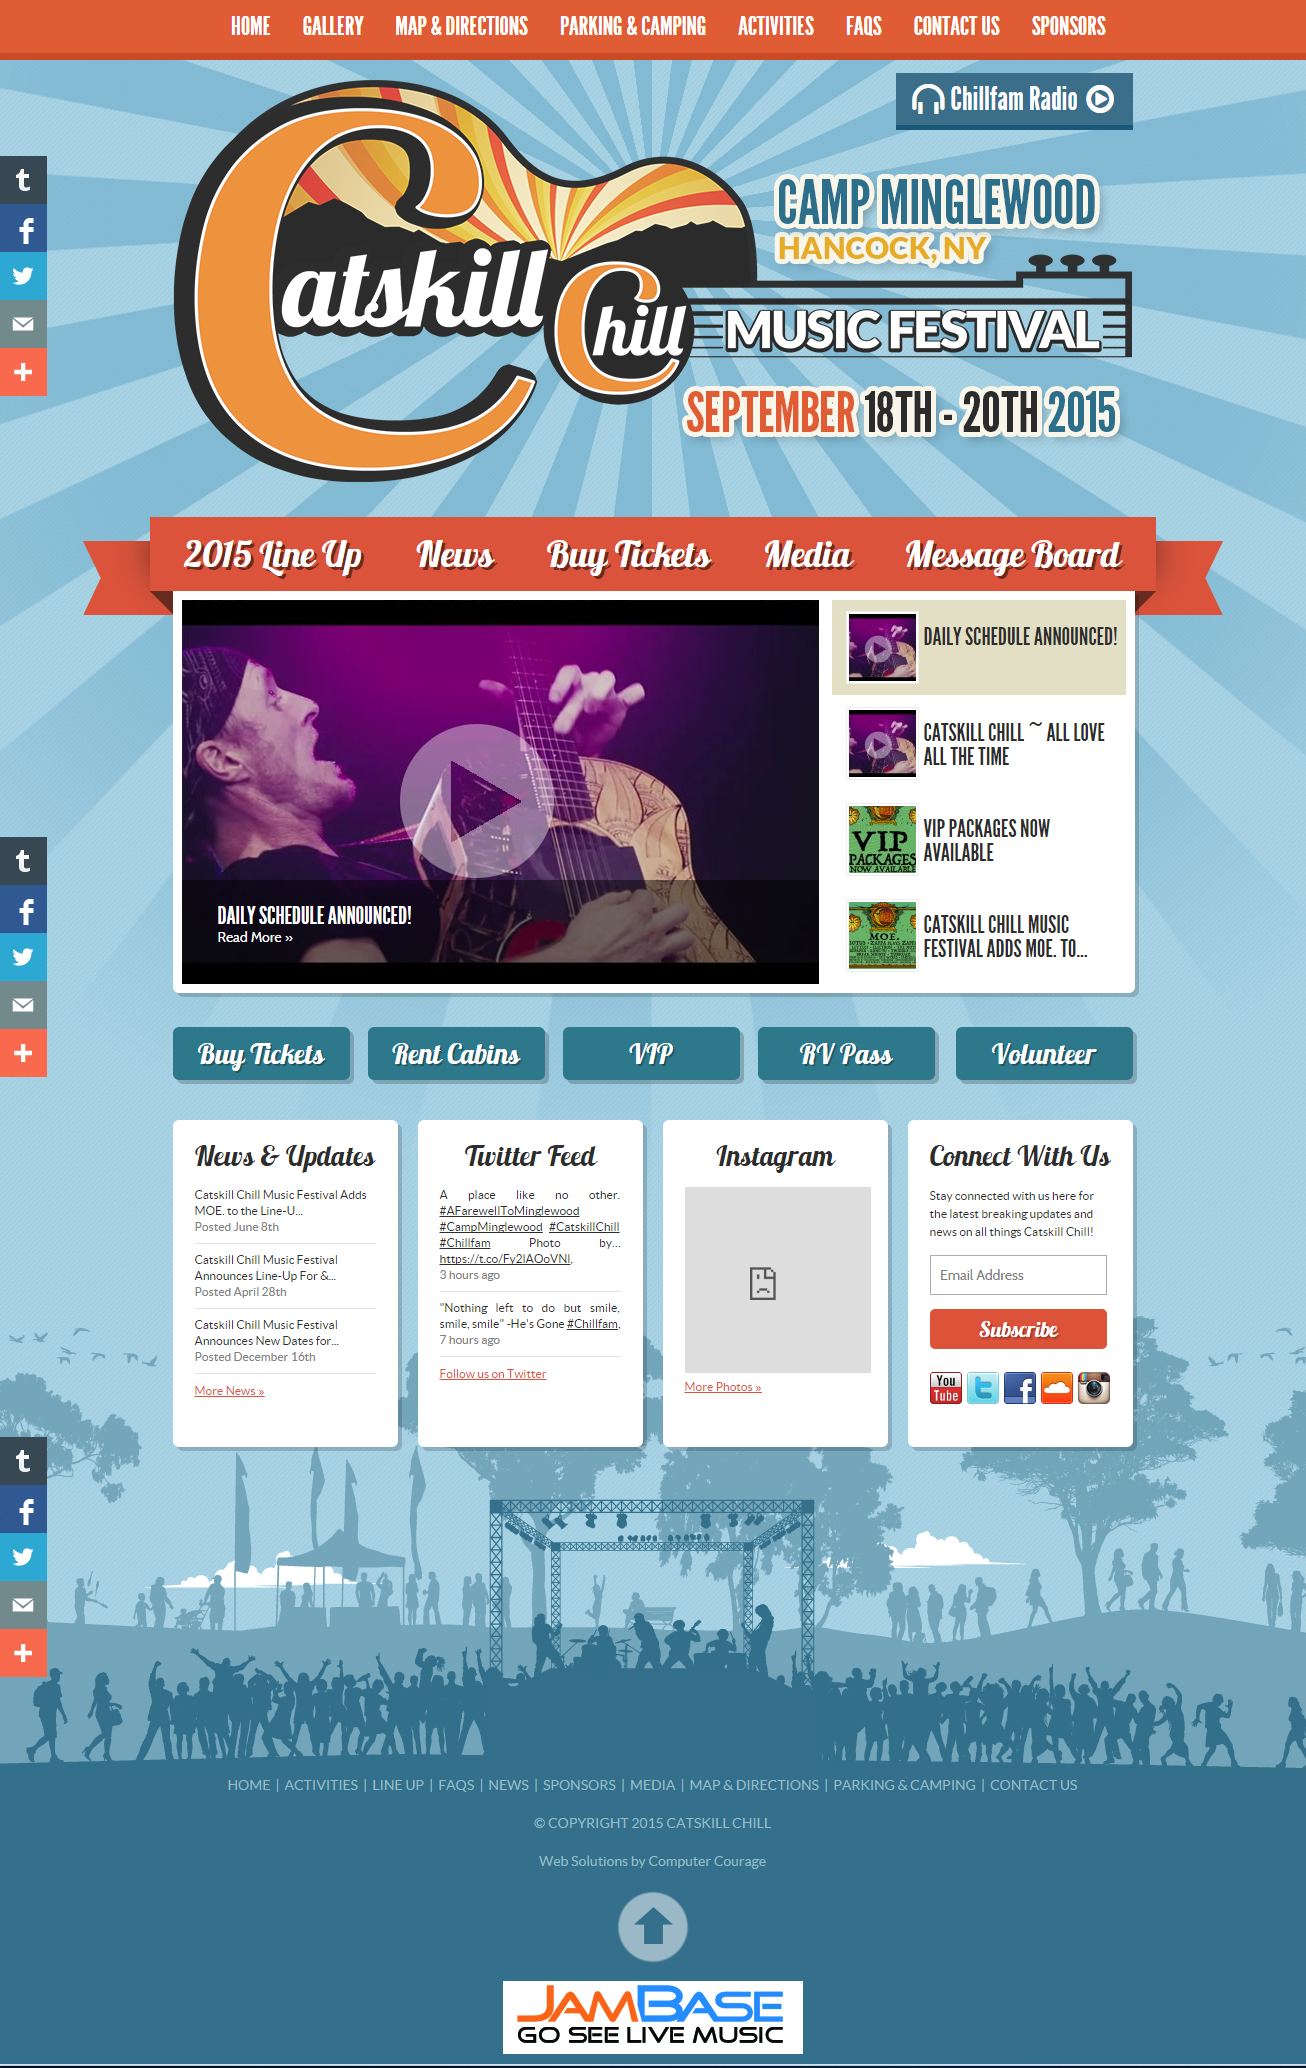 HOME GALLERY MAP & DIRECTIONS PARKING & CAMPING ACTIVITIES FAQS CONTACT US SPONSORS
Chillfam Radio
CAMP MINGLEWOOD
HANCOCK, NY
Catskill Chill
MUSIC FESTIVAL
SEPTEMBER 18TH - 20TH 2015
2015 Line Up News Buy Tickets Media Message Board
DAILY SCHEDULE ANNOUNCED!
Read More »
DAILY SCHEDULE ANNOUNCED!
CATSKILL CHILL ~ ALL LOVE
ALL THE TIME
VIP
PACKAGES
NOW AVAILABLE
VIP PACKAGES NOW
AVAILABLE
MOE.
CATSKILL CHILL MUSIC
FESTIVAL ADDS MOE. TO...
Buy Tickets Rent Cabins VIP RV Pass Volunteer
News & Updates
Catskill Chill Music Festival Adds
MOE. to the Line-U...
Posted June 8th
Catskill Chill Music Festival
Announces Line-Up For &...
Posted April 28th
Catskill Chill Music Festival
Announces New Dates for...
Posted December 16th
More News »
Twitter Feed
A place like no other.
#AFarewellToMinglewood
#CampMinglewood #CatskillChill
#Chillfam Photo by...
https://t.co/Fy2lAOoVNl,
3 hours ago
"Nothing left to do but smile,
smile, smile" -He's Gone #Chillfam,
7 hours ago
Follow us on Twitter
Instagram
More Photos »
Connect With Us
Stay connected with us here for
the latest breaking updates and
news on all things Catskill Chill!
Email Address
Subscribe
You
Tube
HOME | ACTIVITIES | LINE UP | FAQS | NEWS | SPONSORS | MEDIA | MAP & DIRECTIONS | PARKING & CAMPING | CONTACT US
© COPYRIGHT 2015 CATSKILL CHILL
Web Solutions by Computer Courage
JAMBASE
GO SEE LIVE MUSIC